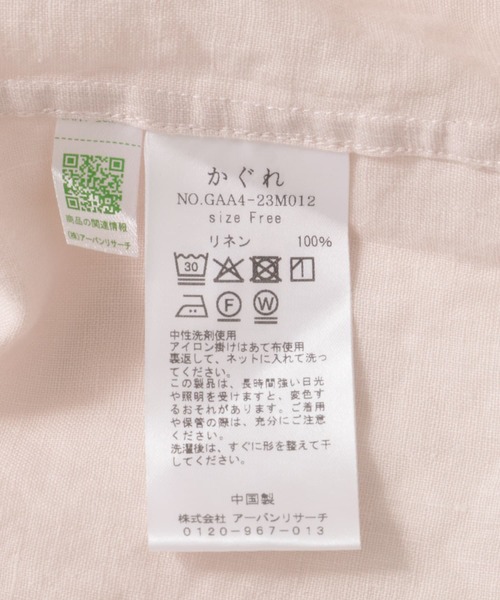 かぐれ
NO.GAA4-23M012
size Free
リネン 100%
30
F W
中性洗剤使用
アイロン掛けはあて布使用
裏返して、ネットに入れて洗っ
てください。
この製品は、長時間強い日光
や照明を受けますと、変色す
るおそれがあります。ご着用
や保管の際は、充分にご注意
ください。
洗濯後は、すぐに形を整えて干
してください。
中国製
株式会社 アーバンリサーチ
0120-967-013
商品の関連情報
(株)アーバンリサーチ